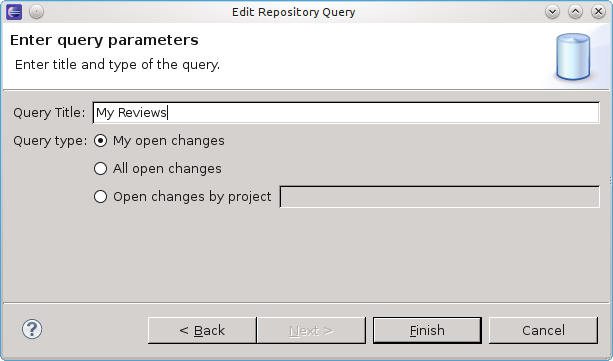 Edit Repository Query
Enter query parameters
Enter title and type of the query.
Query Title: My Reviews
Query type: My open changes
All open changes
Open changes by project
? < Back Next > Finish Cancel